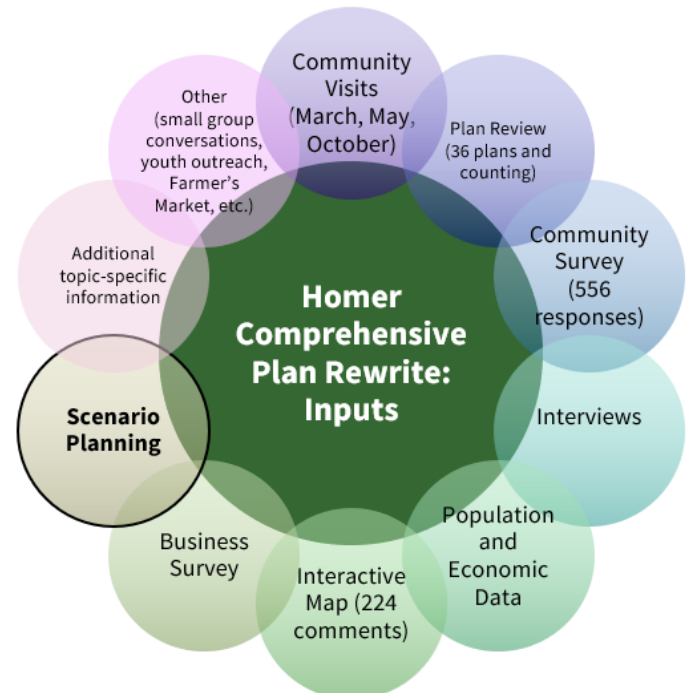 Community
Visits
(March, May,
October)
Plan Review
(36 plans and
counting)
Community
Survey
(556
responses)
Interviews
Population
and
Economic
Data
Interactive
Map (224
comments)
Business
Survey
Scenario
Planning
Additional
topic-specific
information
Other
(small group
conversations,
youth outreach,
Farmer's
Market, etc.)
Homer
Comprehensive
Plan Rewrite:
Inputs